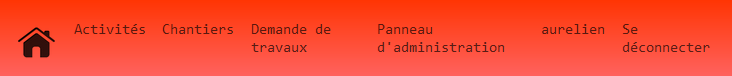 Activités Chantiers Demande de Panneau aurelien Se
travaux d'administration déconnecter